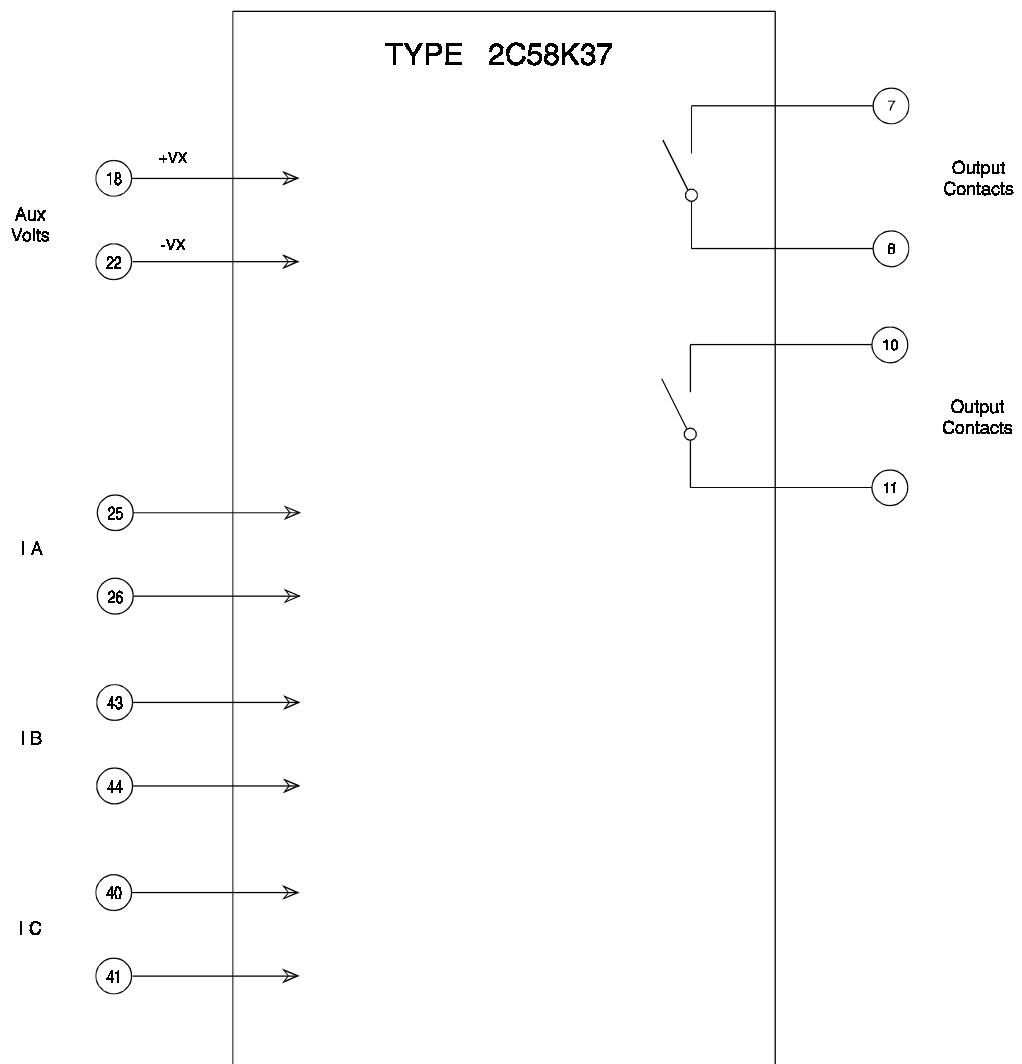 TYPE 2C58K37
7
Output
Contacts
8
10
Output
Contacts
11
+VX
18
Aux
Volts
-VX
22
25
I A
26
43
I B
44
40
I C
41